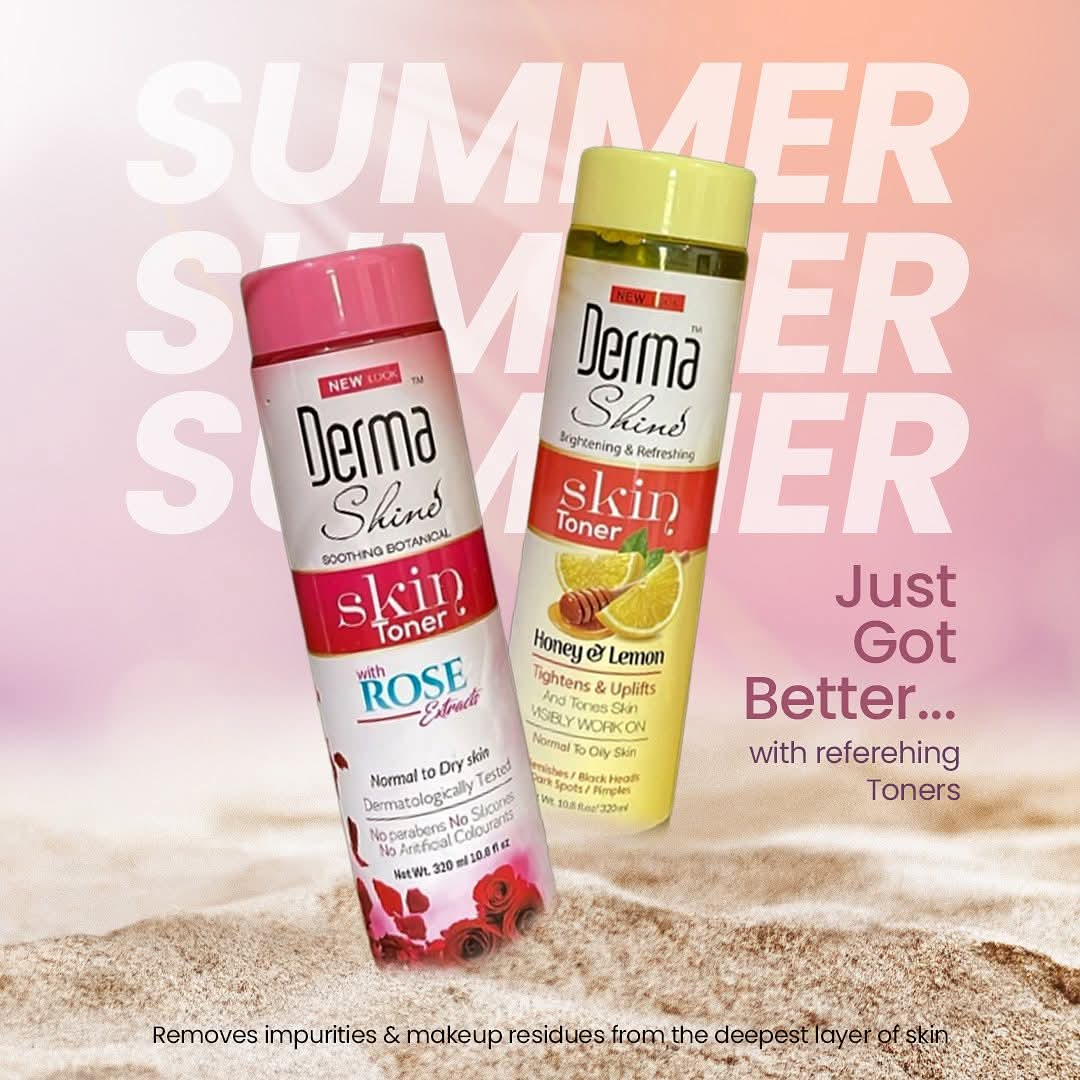 SUMMER
SUMMER
SUMMER
NEW LOOK
Derma
TM
Shine
Brightening & Refreshing
skin
Toner
Honey & Lemon
Tightens & Uplifts
And Tones Skin
VISIBLY WORK ON
Normal To Oily Skin
Blemishes / Black Heads
Dark Spots / Pimples
Wt. 10.8 fl.oz/320ml
NEW LOOK
TM
Derma
Shine
SOOTHING BOTANICAL
skin
Toner
with
ROSE
Extracts
Normal to Dry skin
Dermatologically Tested
No parabens No Silicones
No Artificial Colourants
Net Wt. 320 ml 10.8 fl oz
Just
Got
Better...
with referehing
Toners
Removes impurities & makeup residues from the deepest layer of skin